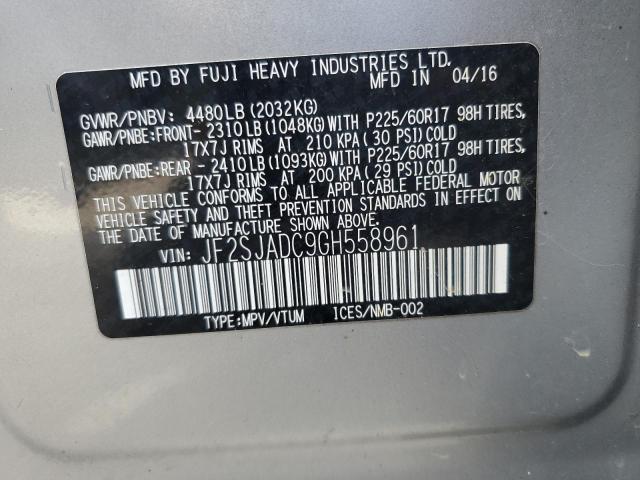 MFD BY FUJI HEAVY INDUSTRIES LTD.
MFD IN 04/16
GVWR/PNBV: 4480LB (2032KG)
GAWR/PNBE:FRONT- 2310LB (1048KG)WITH P225/60R17 98H TIRES,
17X7J RIMS AT 210 KPA (30 PSI) COLD
GAWR/PNBE:REAR - 2410LB (1093KG)WITH P225/60R17 98H TIRES,
17X7J RIMS AT 200 KPA (29 PSI) COLD
THIS VEHICLE CONFORMS TO ALL APPLICABLE FEDERAL MOTOR
VEHICLE SAFETY AND THEFT PREVENTION STANDARDS IN EFFECT ON
THE DATE OF MANUFACTURE SHOWN ABOVE.
VIN: JF2SJADC9GH558961
TYPE:MPV/VTUM ICES/NMB-002